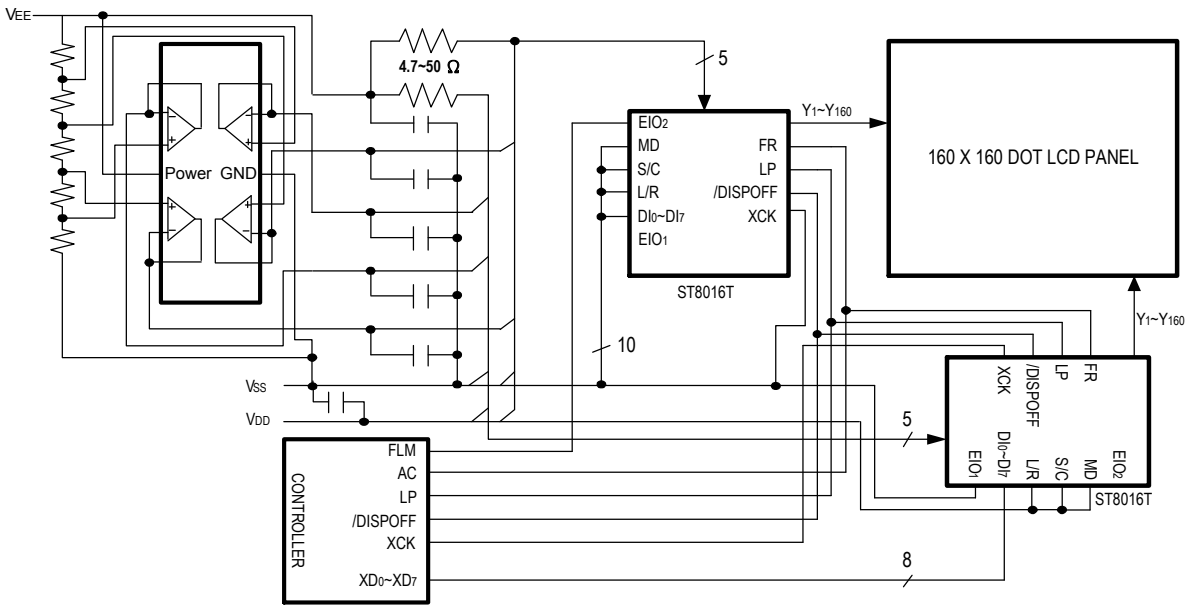 VEE
4.7~50 Ω
5
Power GND
EIO2
MD
S/C
L/R
DI0~DI7
EIO1
FR
LP
/DISPOFF
XCK
ST8016T
Y1~Y160
160 X 160 DOT LCD PANEL
10
Y1~Y160
VSS
VDD
XCK
/DISPOFF
LP
FR
5
EIO1
DI0~DI7
L/R
S/C
MD
EIO2
ST8016T
CONTROLLER
FLM
AC
LP
/DISPOFF
XCK
XD0~XD7
8